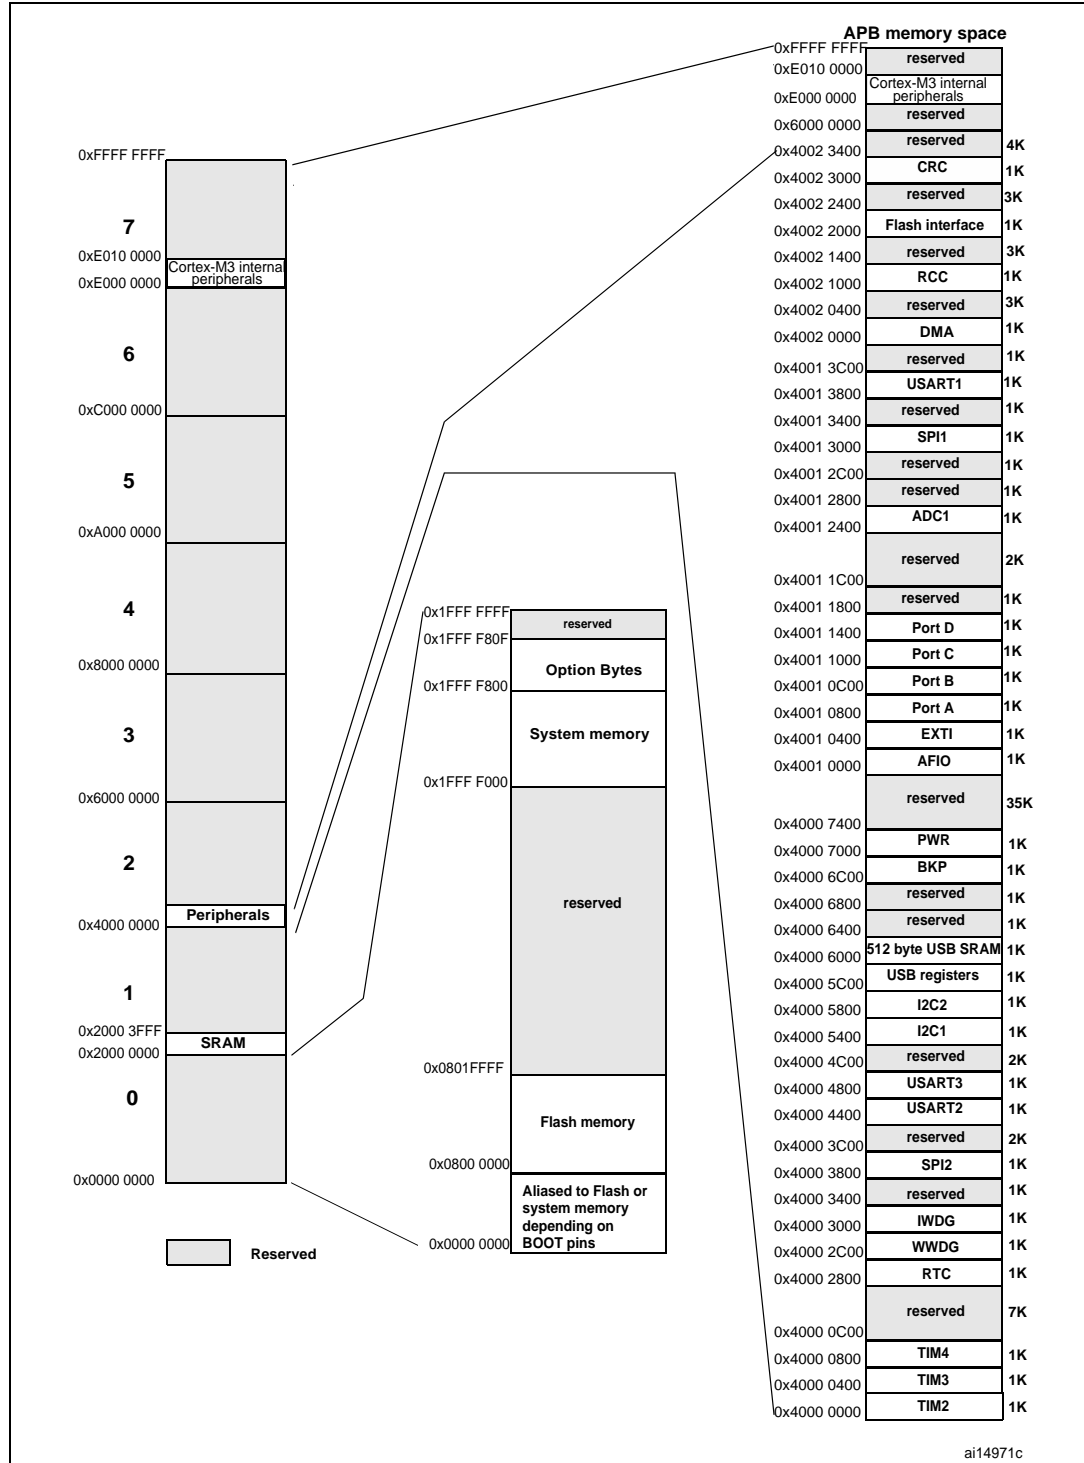 APB memory space
0xFFFF FFFF
reserved
0xE010 0000
Cortex-M3 internal
peripherals
0xE000 0000
reserved
0x6000 0000
reserved
4K
0x4002 3400
CRC
1K
0x4002 3000
reserved
3K
0x4002 2400
Flash interface
1K
0x4002 2000
reserved
3K
0x4002 1400
RCC
1K
0x4002 1000
reserved
3K
0x4002 0400
DMA
1K
0x4002 0000
reserved
1K
0x4001 3C00
USART1
1K
0x4001 3800
reserved
1K
0x4001 3400
SPI1
1K
0x4001 3000
reserved
1K
0x4001 2C00
reserved
1K
0x4001 2800
ADC1
1K
0x4001 2400
reserved
2K
0x4001 1C00
reserved
1K
0x4001 1800
Port D
1K
0x4001 1400
Port C
1K
0x4001 1000
Port B
1K
0x4001 0C00
Port A
1K
0x4001 0800
EXTI
1K
0x4001 0400
AFIO
1K
0x4001 0000
reserved
35K
0x4000 7400
PWR
1K
0x4000 7000
BKP
1K
0x4000 6C00
reserved
1K
0x4000 6800
reserved
1K
0x4000 6400
512 byte USB SRAM
1K
0x4000 6000
USB registers
1K
0x4000 5C00
I2C2
1K
0x4000 5800
I2C1
1K
0x4000 5400
reserved
2K
0x4000 4C00
USART3
1K
0x4000 4800
USART2
1K
0x4000 4400
reserved
2K
0x4000 3C00
SPI2
1K
0x4000 3800
reserved
1K
0x4000 3400
IWDG
1K
0x4000 3000
WWDG
1K
0x4000 2C00
RTC
1K
0x4000 2800
reserved
7K
0x4000 0C00
TIM4
1K
0x4000 0800
TIM3
1K
0x4000 0400
TIM2
1K
0x4000 0000
0xFFFF FFFF
7
0xE010 0000
Cortex-M3 internal
peripherals
0xE000 0000
6
0xC000 0000
5
0xA000 0000
4
0x8000 0000
3
0x6000 0000
2
Peripherals
0x4000 0000
1
0x2000 3FFF
SRAM
0x2000 0000
0
0x0000 0000
Reserved
0x1FFF FFFF
reserved
0x1FFF F80F
Option Bytes
0x1FFF F800
System memory
0x1FFF F000
reserved
0x0801FFFF
Flash memory
0x0800 0000
Aliased to Flash or
system memory
depending on
BOOT pins
0x0000 0000
ai14971c